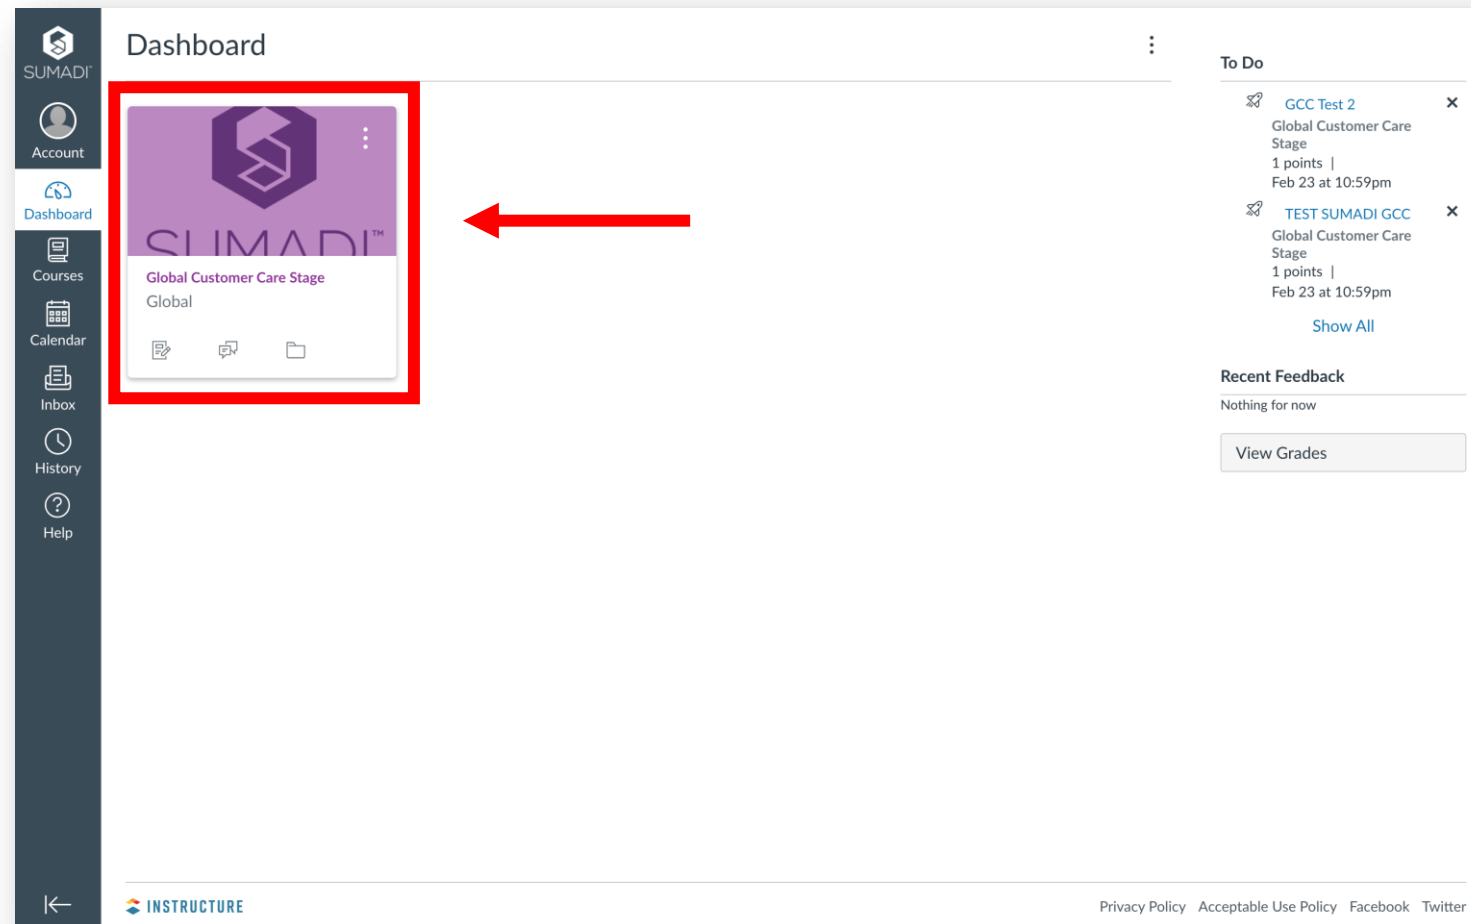 SUMADI™
Account
Dashboard
Courses
Calendar
Inbox
History
Help
Dashboard
SUMADI™
Global Customer Care Stage
Global
To Do
GCC Test 2
Global Customer Care
Stage
1 points |
Feb 23 at 10:59pm
TEST SUMADI GCC
Global Customer Care
Stage
1 points |
Feb 23 at 10:59pm
Show All
Recent Feedback
Nothing for now
View Grades
INSTRUCTURE
Privacy Policy Acceptable Use Policy Facebook Twitter